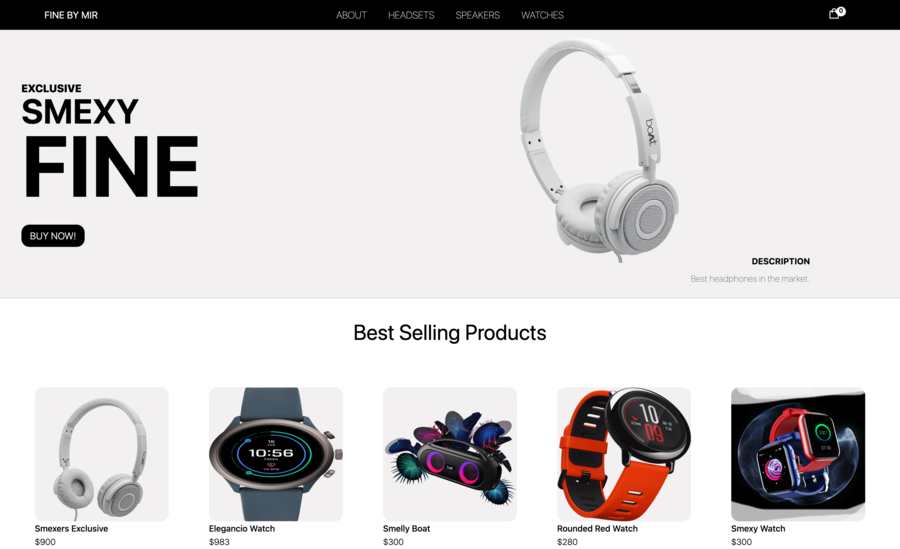 FINE BY MIR
ABOUT HEADSETS SPEAKERS WATCHES
0
EXCLUSIVE
SMEXY
FINE
BUY NOW!
boAt
DESCRIPTION
Best headphones in the market.
Best Selling Products
10:56
10
09
Smexers Exclusive
$900
Elegancio Watch
$983
Smelly Boat
$300
Rounded Red Watch
$280
Smexy Watch
$300